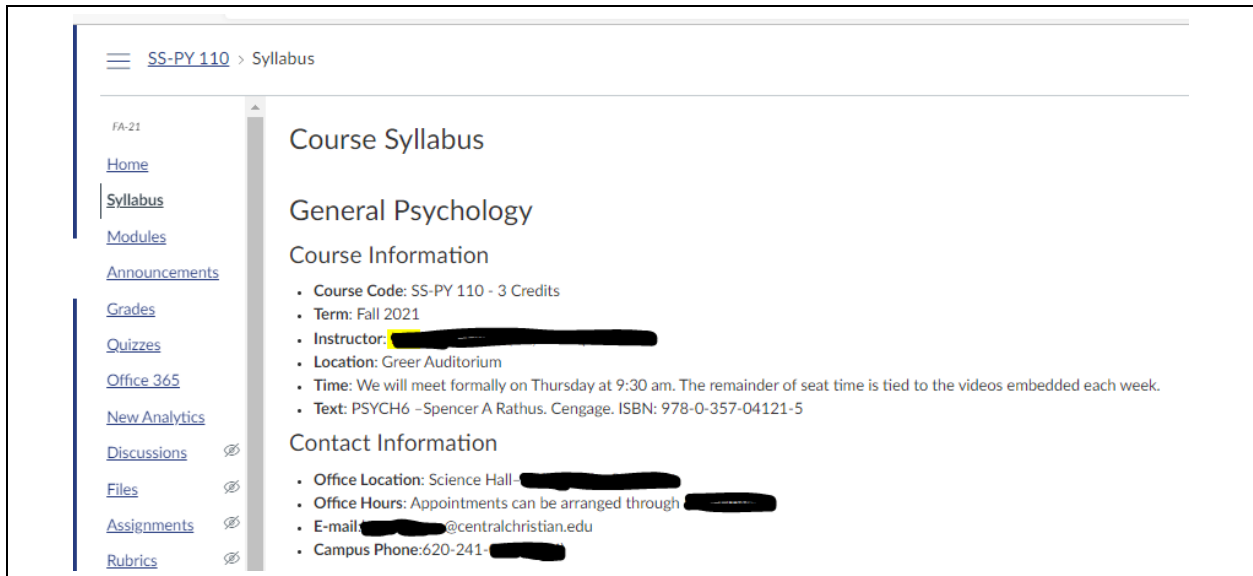 SS-PY 110 > Syllabus
FA-21
Home
Syllabus
Modules
Announcements
Grades
Quizzes
Office 365
New Analytics
Discussions
Files
Assignments
Rubrics
Course Syllabus
General Psychology
Course Information
• Course Code: SS-PY 110 - 3 Credits
• Term: Fall 2021
• Instructor:
• Location: Greer Auditorium
• Time: We will meet formally on Thursday at 9:30 am. The remainder of seat time is tied to the videos embedded each week.
• Text: PSYCH6 –Spencer A Rathus. Cengage. ISBN: 978-0-357-04121-5
Contact Information
• Office Location: Science Hall–
• Office Hours: Appointments can be arranged through
• E-mail: @centralchristian.edu
• Campus Phone:620-241-